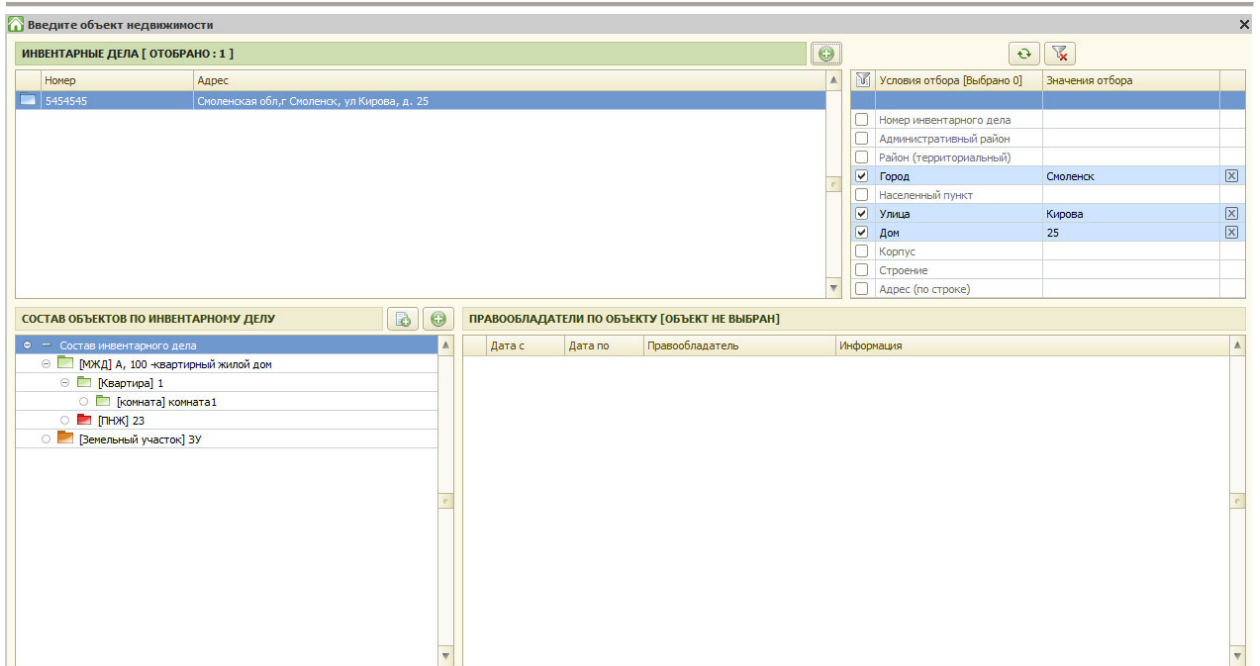 Введите объект недвижимости
ИНВЕНТАРНЫЕ ДЕЛА [ ОТОБРАНО : 1 ]
Номер Адрес
5454545 Смоленская обл,г Смоленск, ул Кирова, д. 25
Условия отбора [Выбрано 0] Значения отбора
Номер инвентарного дела
Административный район
Район (территориальный)
Город Смоленск
Населенный пункт
Улица Кирова
Дом 25
Корпус
Строение
Адрес (по строке)
СОСТАВ ОБЪЕКТОВ ПО ИНВЕНТАРНОМУ ДЕЛУ
Состав инвентарного дела
[МЖД] А, 100 -квартирный жилой дом
[Квартира] 1
[комната] комната1
[ПНЖ] 23
[Земельный участок] ЗУ
ПРАВООБЛАДАТЕЛИ ПО ОБЪЕКТУ [ОБЪЕКТ НЕ ВЫБРАН]
Дата с Дата по Правообладатель Информация